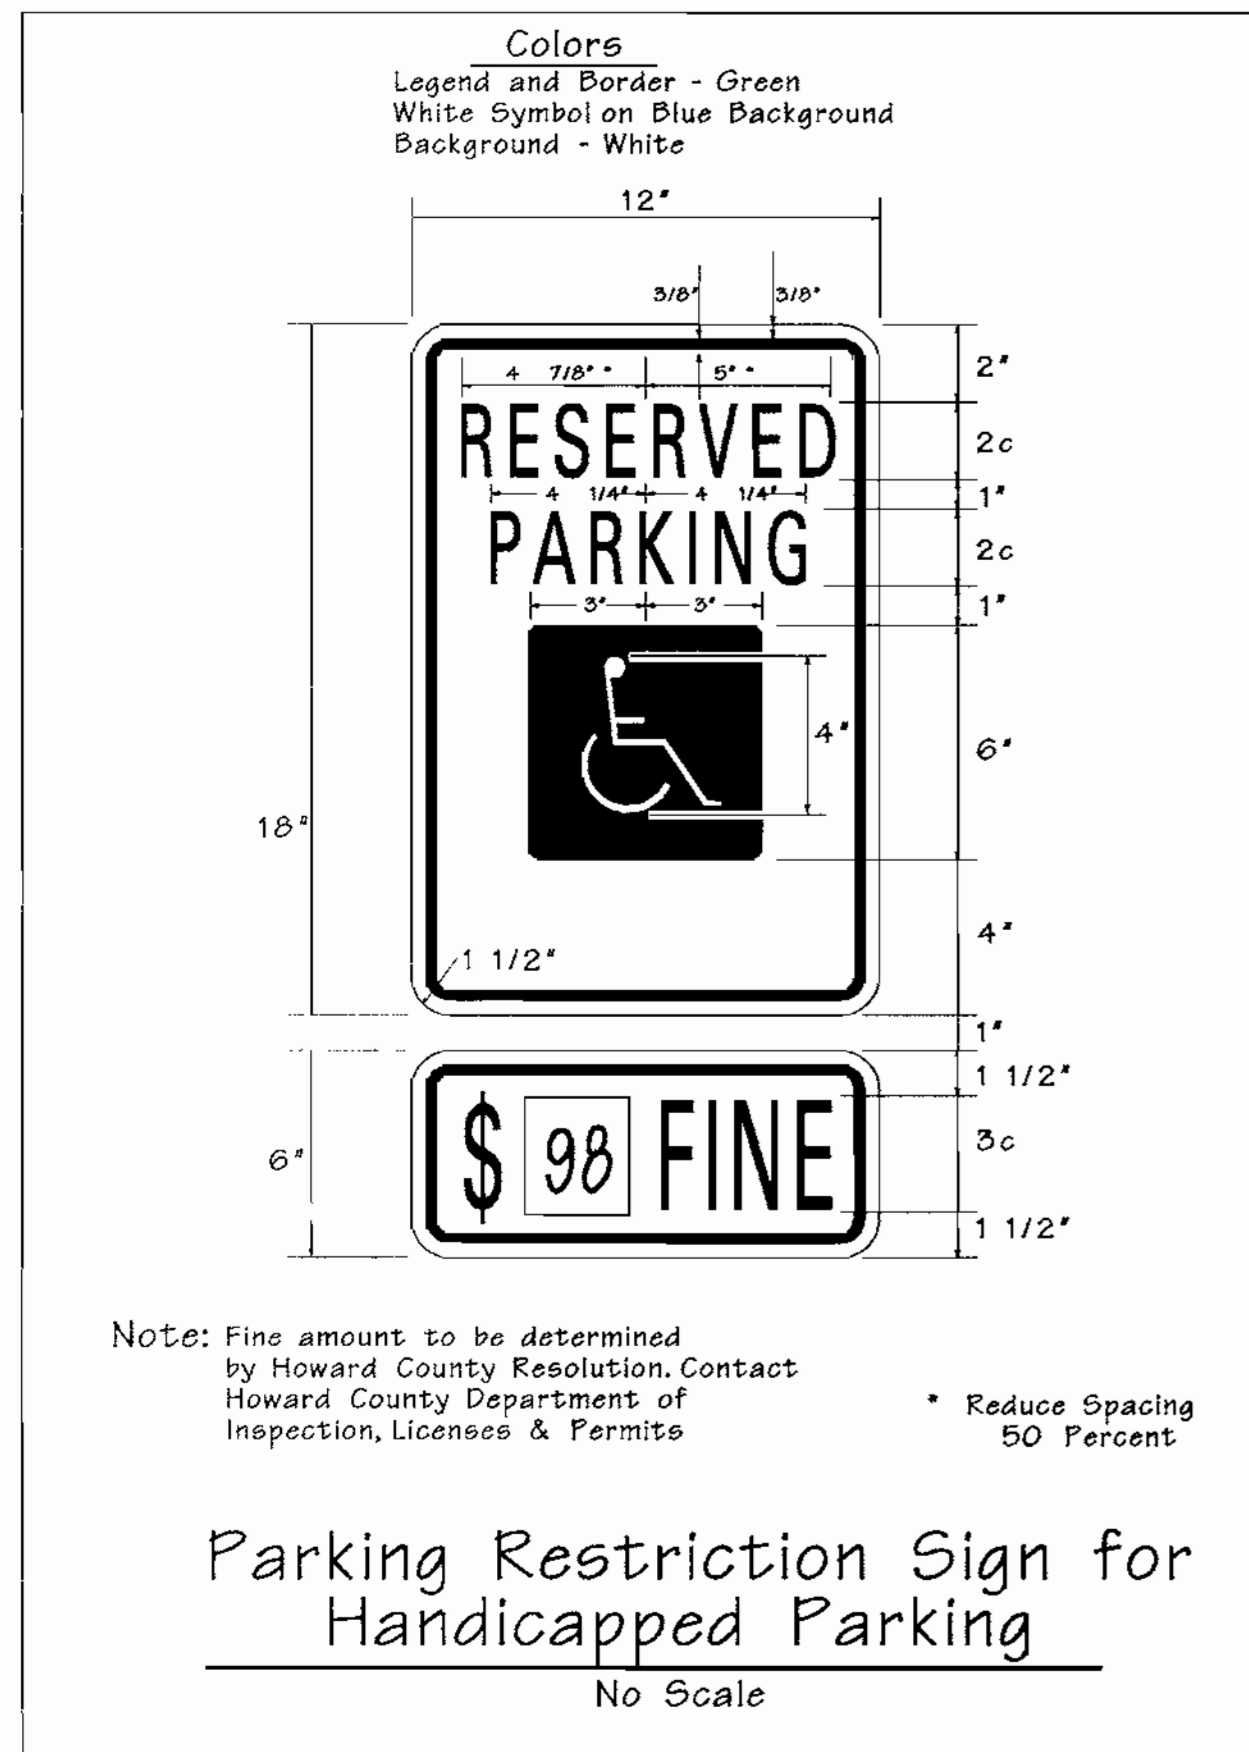 Colors
Legend and Border - Green
White Symbol on Blue Background
Background - White
12"
3/8" 3/8"
2"
4 7/8" * 5" *
RESERVED
2c
4 1/4" 4 1/4"
1"
PARKING
2c
3" 3"
1"
4"
6"
18"
4"
1 1/2"
1"
1 1/2"
$ 98 FINE
3c
6"
1 1/2"
Note: Fine amount to be determined
by Howard County Resolution. Contact
Howard County Department of
Inspection, Licenses & Permits
* Reduce Spacing
50 Percent
Parking Restriction Sign for
Handicapped Parking
No Scale